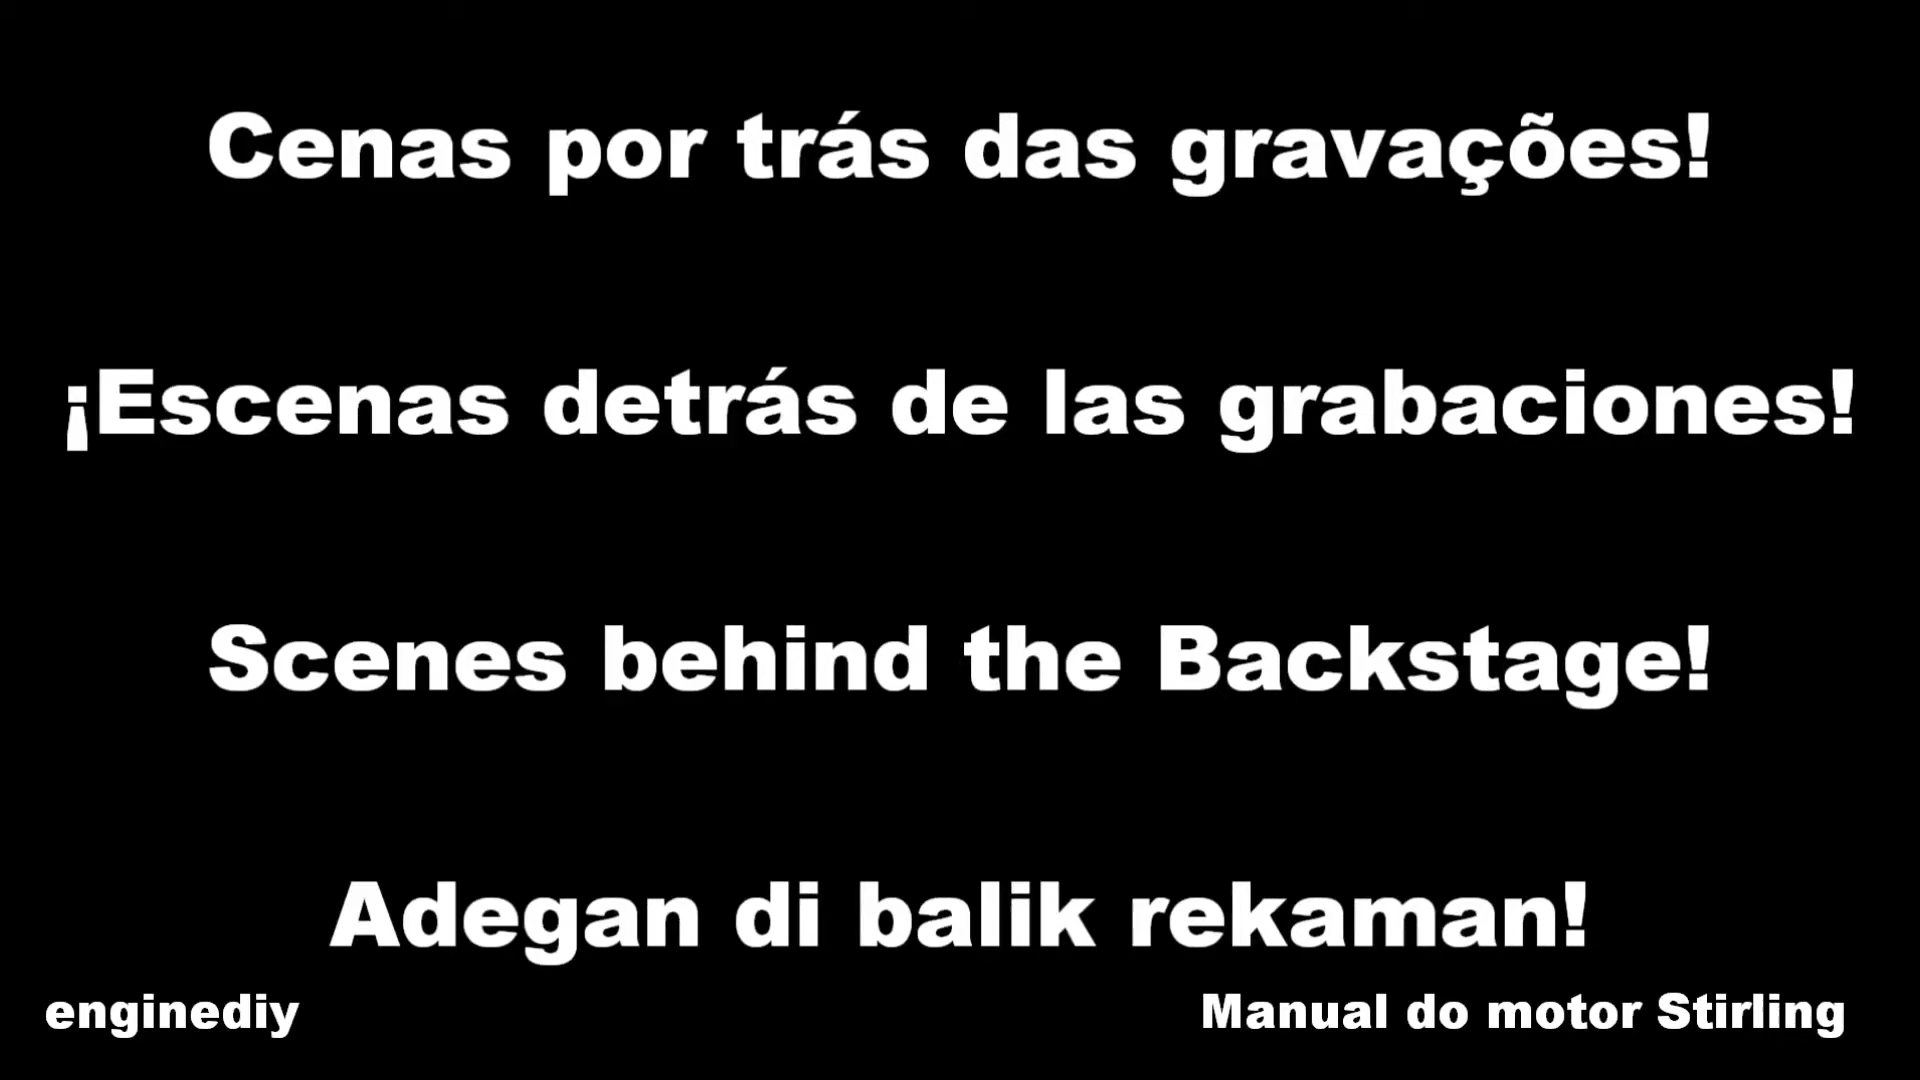 Cenas por trás das gravações!
¡Escenas detrás de las grabaciones!
Scenes behind the Backstage!
Adegan di balik rekaman!
enginediy
Manual do motor Stirling